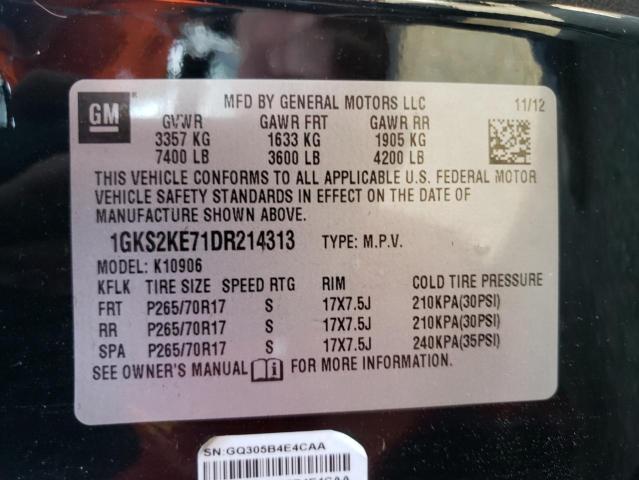 GM
MFD BY GENERAL MOTORS LLC 11/12
GVWR GAWR FRT GAWR RR
3357 KG 1633 KG 1905 KG
7400 LB 3600 LB 4200 LB
THIS VEHICLE CONFORMS TO ALL APPLICABLE U.S. FEDERAL MOTOR
VEHICLE SAFETY STANDARDS IN EFFECT ON THE DATE OF
MANUFACTURE SHOWN ABOVE.
1GKS2KE71DR214313 TYPE: M.P.V.
MODEL: K10906
KFLK TIRE SIZE SPEED RTG RIM COLD TIRE PRESSURE
FRT P265/70R17 S 17X7.5J 210KPA(30PSI)
RR P265/70R17 S 17X7.5J 210KPA(30PSI)
SPA P265/70R17 S 17X7.5J 240KPA(35PSI)
SEE OWNER'S MANUAL FOR MORE INFORMATION.
SN:GQ305B4E4CAA